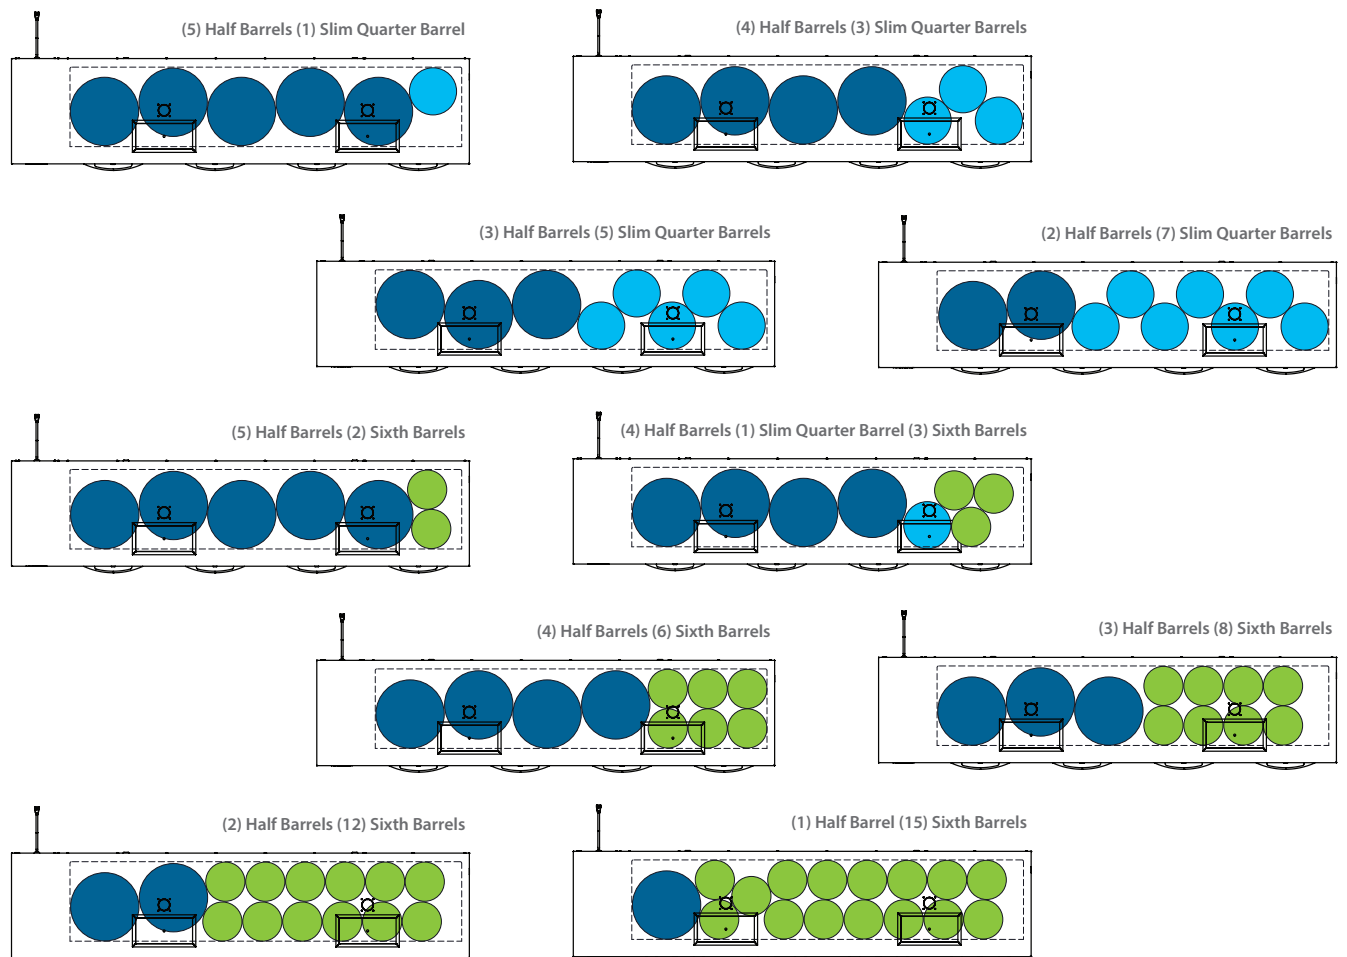 (5) Half Barrels (1) Slim Quarter Barrel
(4) Half Barrels (3) Slim Quarter Barrels
(3) Half Barrels (5) Slim Quarter Barrels
(2) Half Barrels (7) Slim Quarter Barrels
(5) Half Barrels (2) Sixth Barrels
(4) Half Barrels (1) Slim Quarter Barrel (3) Sixth Barrels
(4) Half Barrels (6) Sixth Barrels
(3) Half Barrels (8) Sixth Barrels
(2) Half Barrels (12) Sixth Barrels
(1) Half Barrel (15) Sixth Barrels